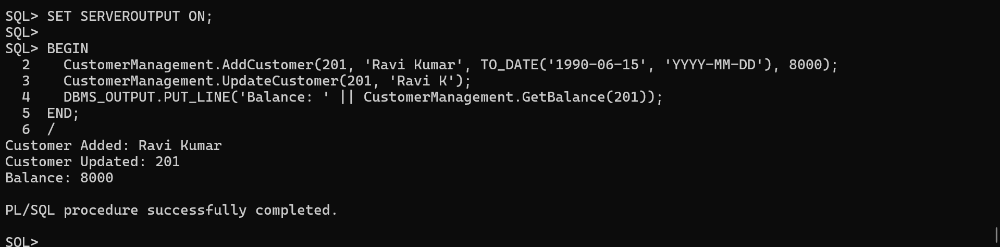 SQL> SET SERVEROUTPUT ON;
SQL>
SQL> BEGIN
  2    CustomerManagement.AddCustomer(201, 'Ravi Kumar', TO_DATE('1990-06-15', 'YYYY-MM-DD'), 8000);
  3    CustomerManagement.UpdateCustomer(201, 'Ravi K');
  4    DBMS_OUTPUT.PUT_LINE('Balance: ' || CustomerManagement.GetBalance(201));
  5  END;
  6  /
Customer Added: Ravi Kumar
Customer Updated: 201
Balance: 8000

PL/SQL procedure successfully completed.

SQL>